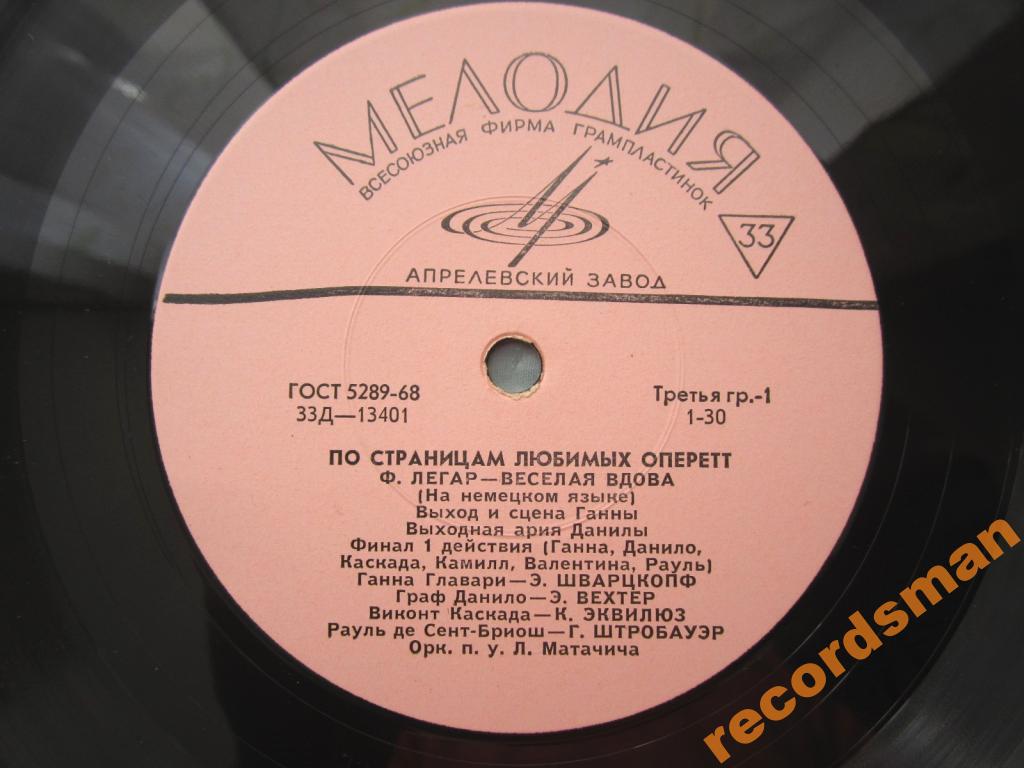 МЕЛОДИЯ
ВСЕСОЮЗНАЯ ФИРМА ГРАМПЛАСТИНОК
33
АПРЕЛЕВСКИЙ ЗАВОД
ГОСТ 5289-68
Третья гр.-1
33Д—13401
1-30
ПО СТРАНИЦАМ ЛЮБИМЫХ ОПЕРЕТТ
Ф. ЛЕГАР—ВЕСЕЛАЯ ВДОВА
(На немецком языке)
Выход и сцена Ганны
Выходная ария Данилы
Финал 1 действия (Ганна, Данило,
Каскада, Камилл, Валентина, Рауль)
Ганна Главари—Э. ШВАРЦКОПФ
Граф Данило—Э. ВЕХТЕР
Виконт Каскада—К. ЭКВИЛЮЗ
Рауль де Сент-Бриош—Г. ШТРОБАУЭР
Орк. п. у. Л. Матачича
recordsman